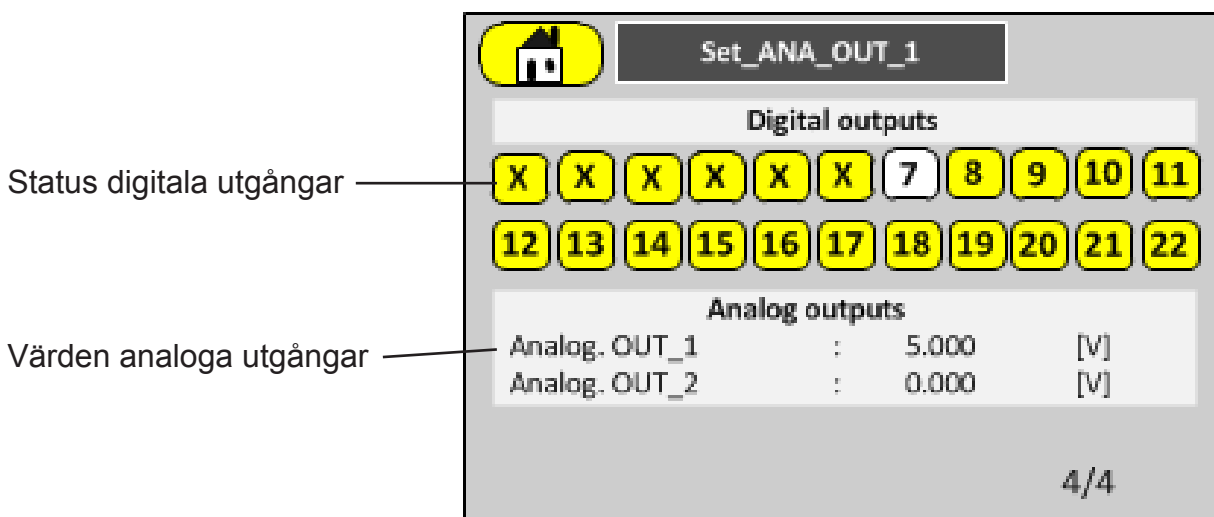 Set_ANA_OUT_1
Digital outputs
Status digitala utgångar
X X X X X X 7 8 9 10 11
12 13 14 15 16 17 18 19 20 21 22
Analog outputs
Värden analoga utgångar
Analog. OUT_1 : 5.000 [V]
Analog. OUT_2 : 0.000 [V]
4/4